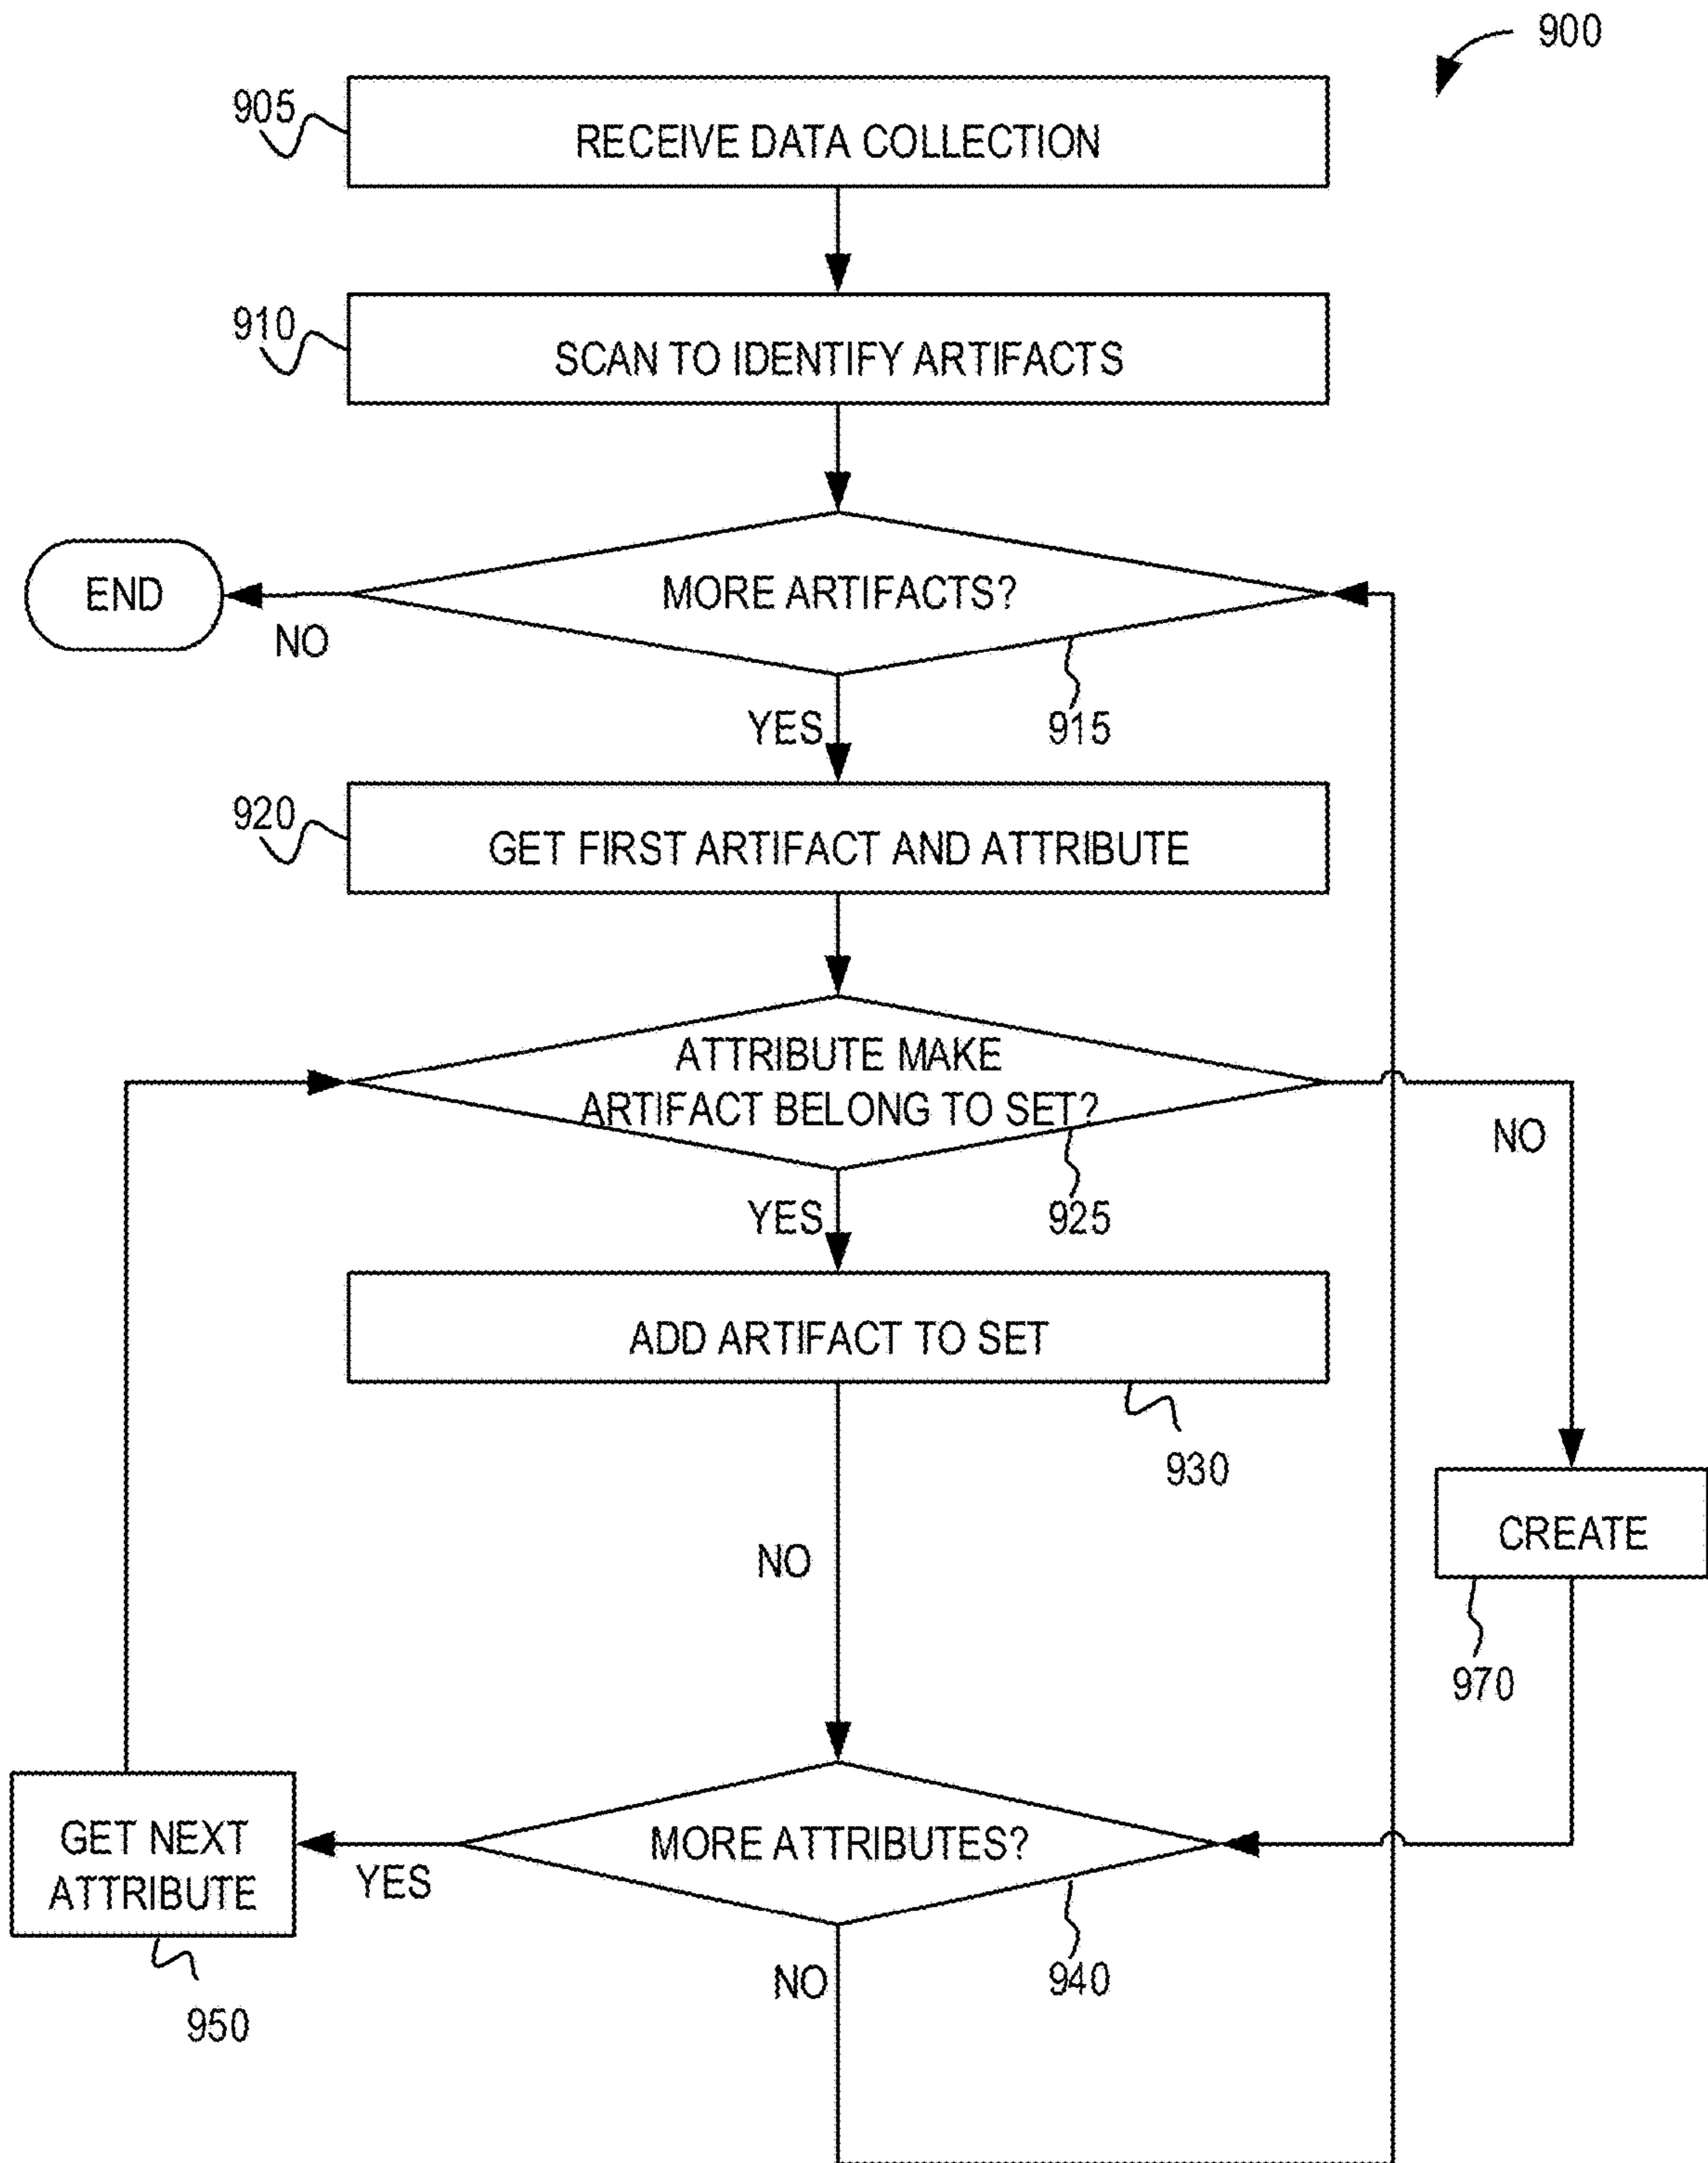 900
905
RECEIVE DATA COLLECTION
910
SCAN TO IDENTIFY ARTIFACTS
END
MORE ARTIFACTS?
NO
YES
915
920
GET FIRST ARTIFACT AND ATTRIBUTE
ATTRIBUTE MAKE
ARTIFACT BELONG TO SET?
NO
YES
925
ADD ARTIFACT TO SET
930
CREATE
NO
970
GET NEXT
ATTRIBUTE
MORE ATTRIBUTES?
YES
NO
940
950